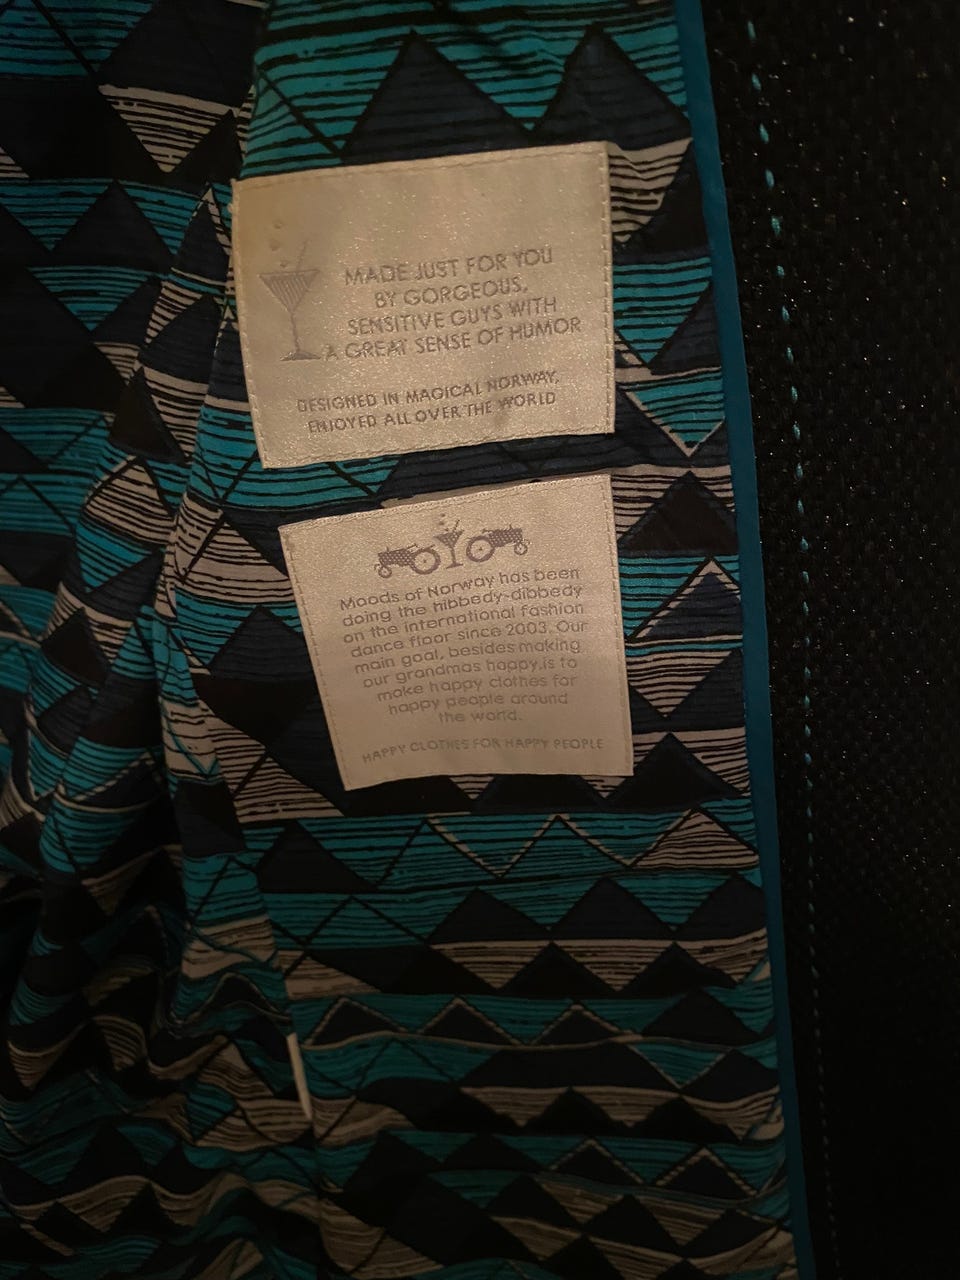 MADE JUST FOR YOU
BY GORGEOUS,
SENSITIVE GUYS WITH
A GREAT SENSE OF HUMOR
DESIGNED IN MAGICAL NORWAY,
ENJOYED ALL OVER THE WORLD
Moods of Norway has been
doing the hibbedy-dibbedy
on the international fashion
dance floor since 2003. Our
main goal, besides making
our grandmas happy, is to
make happy clothes for
happy people around
the world.
HAPPY CLOTHES FOR HAPPY PEOPLE